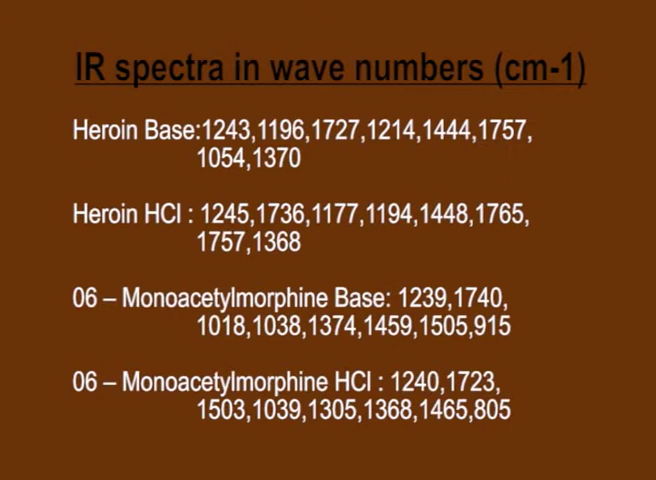 IR spectra in wave numbers (cm-1)
Heroin Base:1243,1196,1727,1214,1444,1757,
1054,1370
Heroin HCl : 1245,1736,1177,1194,1448,1765,
1757,1368
06 – Monoacetylmorphine Base: 1239,1740,
1018,1038,1374,1459,1505,915
06 – Monoacetylmorphine HCl : 1240,1723,
1503,1039,1305,1368,1465,805